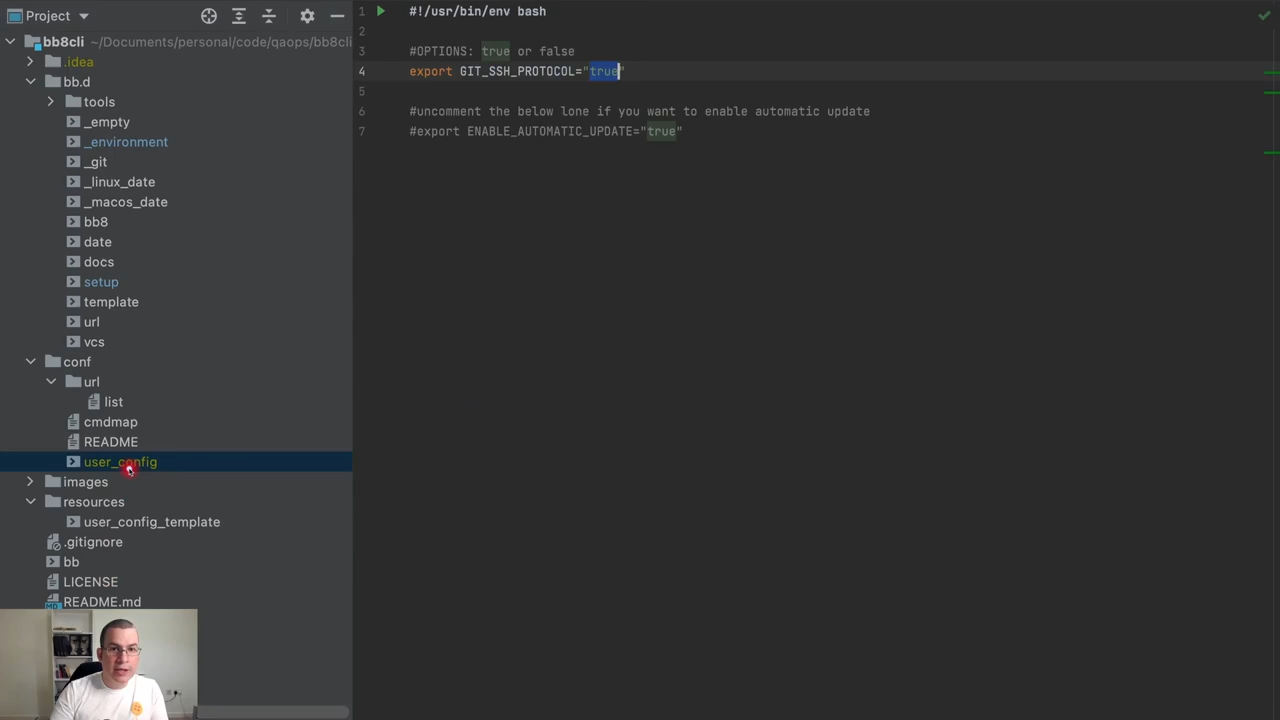 Project
bb8cli ~/Documents/personal/code/qaops/bb8cli
.idea
bb.d
tools
_empty
_environment
_git
_linux_date
_macos_date
bb8
date
docs
setup
template
url
vcs
conf
url
list
cmdmap
README
user_config
images
resources
user_config_template
.gitignore
bb
LICENSE
README.md
1 #!/usr/bin/env bash
2
3 #OPTIONS: true or false
4 export GIT_SSH_PROTOCOL="true"
5
6 #uncomment the below lone if you want to enable automatic update
7 #export ENABLE_AUTOMATIC_UPDATE="true"